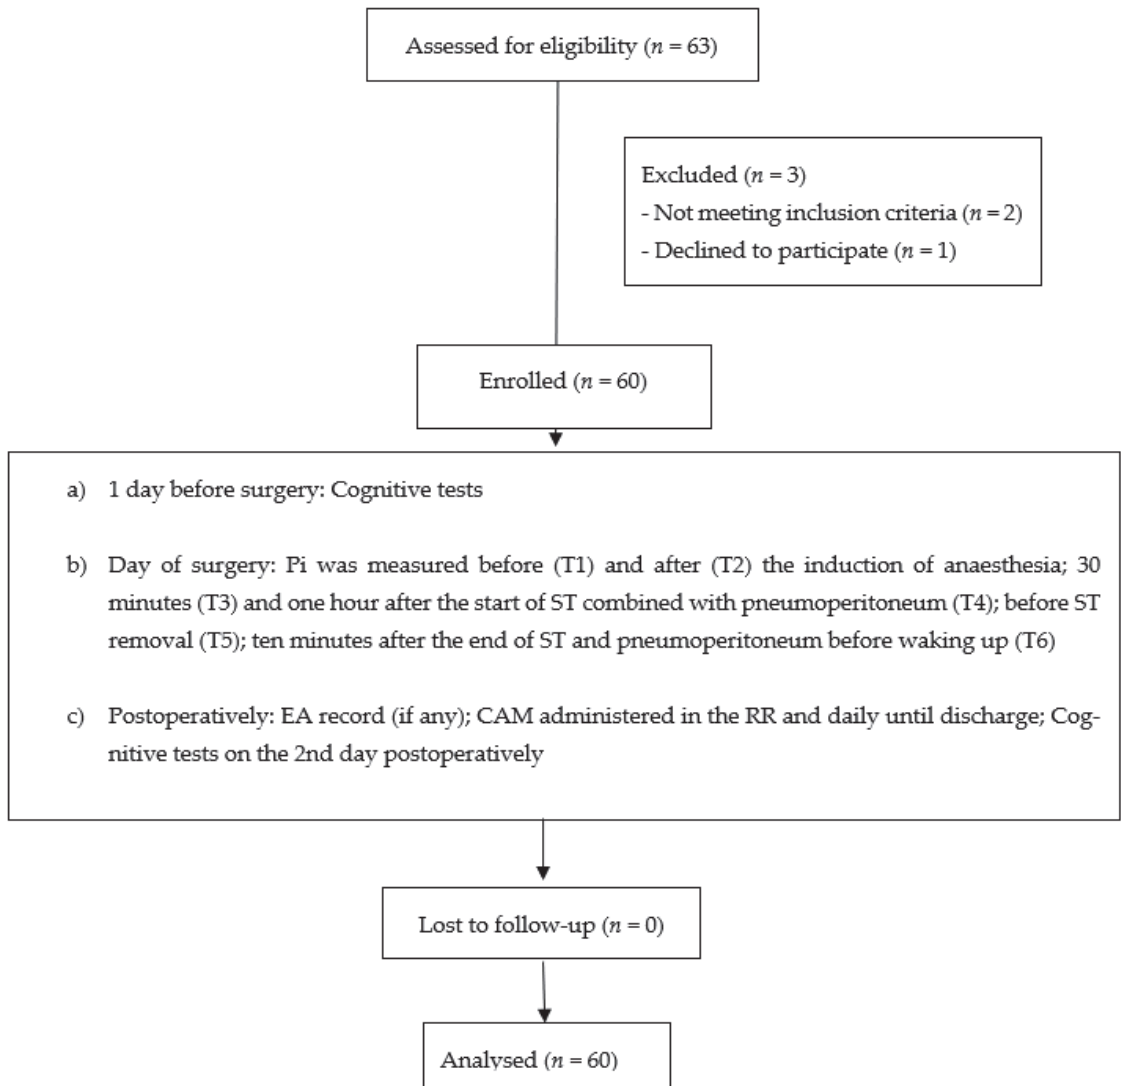 Assessed for eligibility (n = 63)
Excluded (n = 3)
- Not meeting inclusion criteria (n = 2)
- Declined to participate (n = 1)
Enrolled (n = 60)
a) 1 day before surgery: Cognitive tests
b) Day of surgery: Pi was measured before (T1) and after (T2) the induction of anaesthesia; 30
minutes (T3) and one hour after the start of ST combined with pneumoperitoneum (T4); before ST
removal (T5); ten minutes after the end of ST and pneumoperitoneum before waking up (T6)
c) Postoperatively: EA record (if any); CAM administered in the RR and daily until discharge; Cog-
nitive tests on the 2nd day postoperatively
Lost to follow-up (n = 0)
Analysed (n = 60)